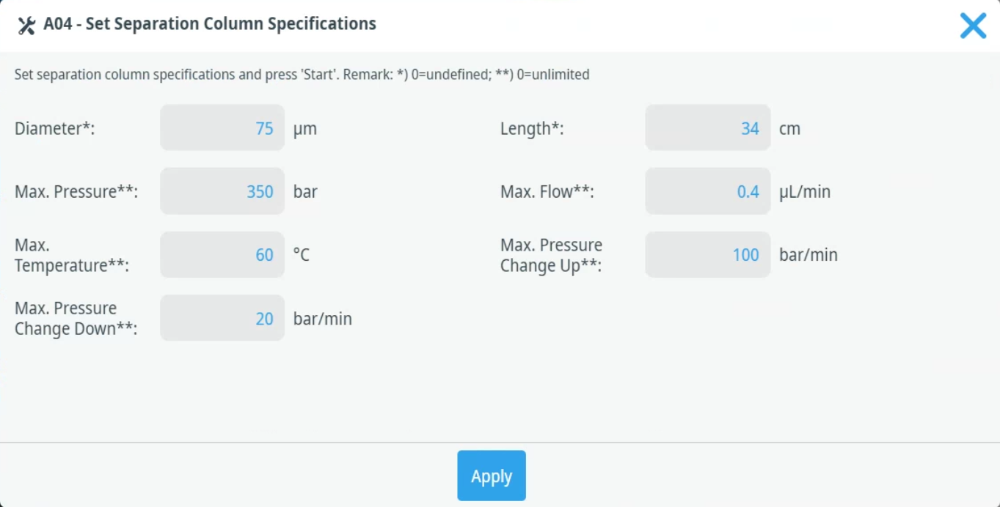 A04 - Set Separation Column Specifications
Set separation column specifications and press 'Start'. Remark: *) 0=undefined; **) 0=unlimited
Diameter*: 75 µm
Length*: 34 cm
Max. Pressure**: 350 bar
Max. Flow**: 0.4 µL/min
Max.
Temperature**: 60 °C
Max. Pressure
Change Up**: 100 bar/min
Max. Pressure
Change Down**: 20 bar/min
Apply